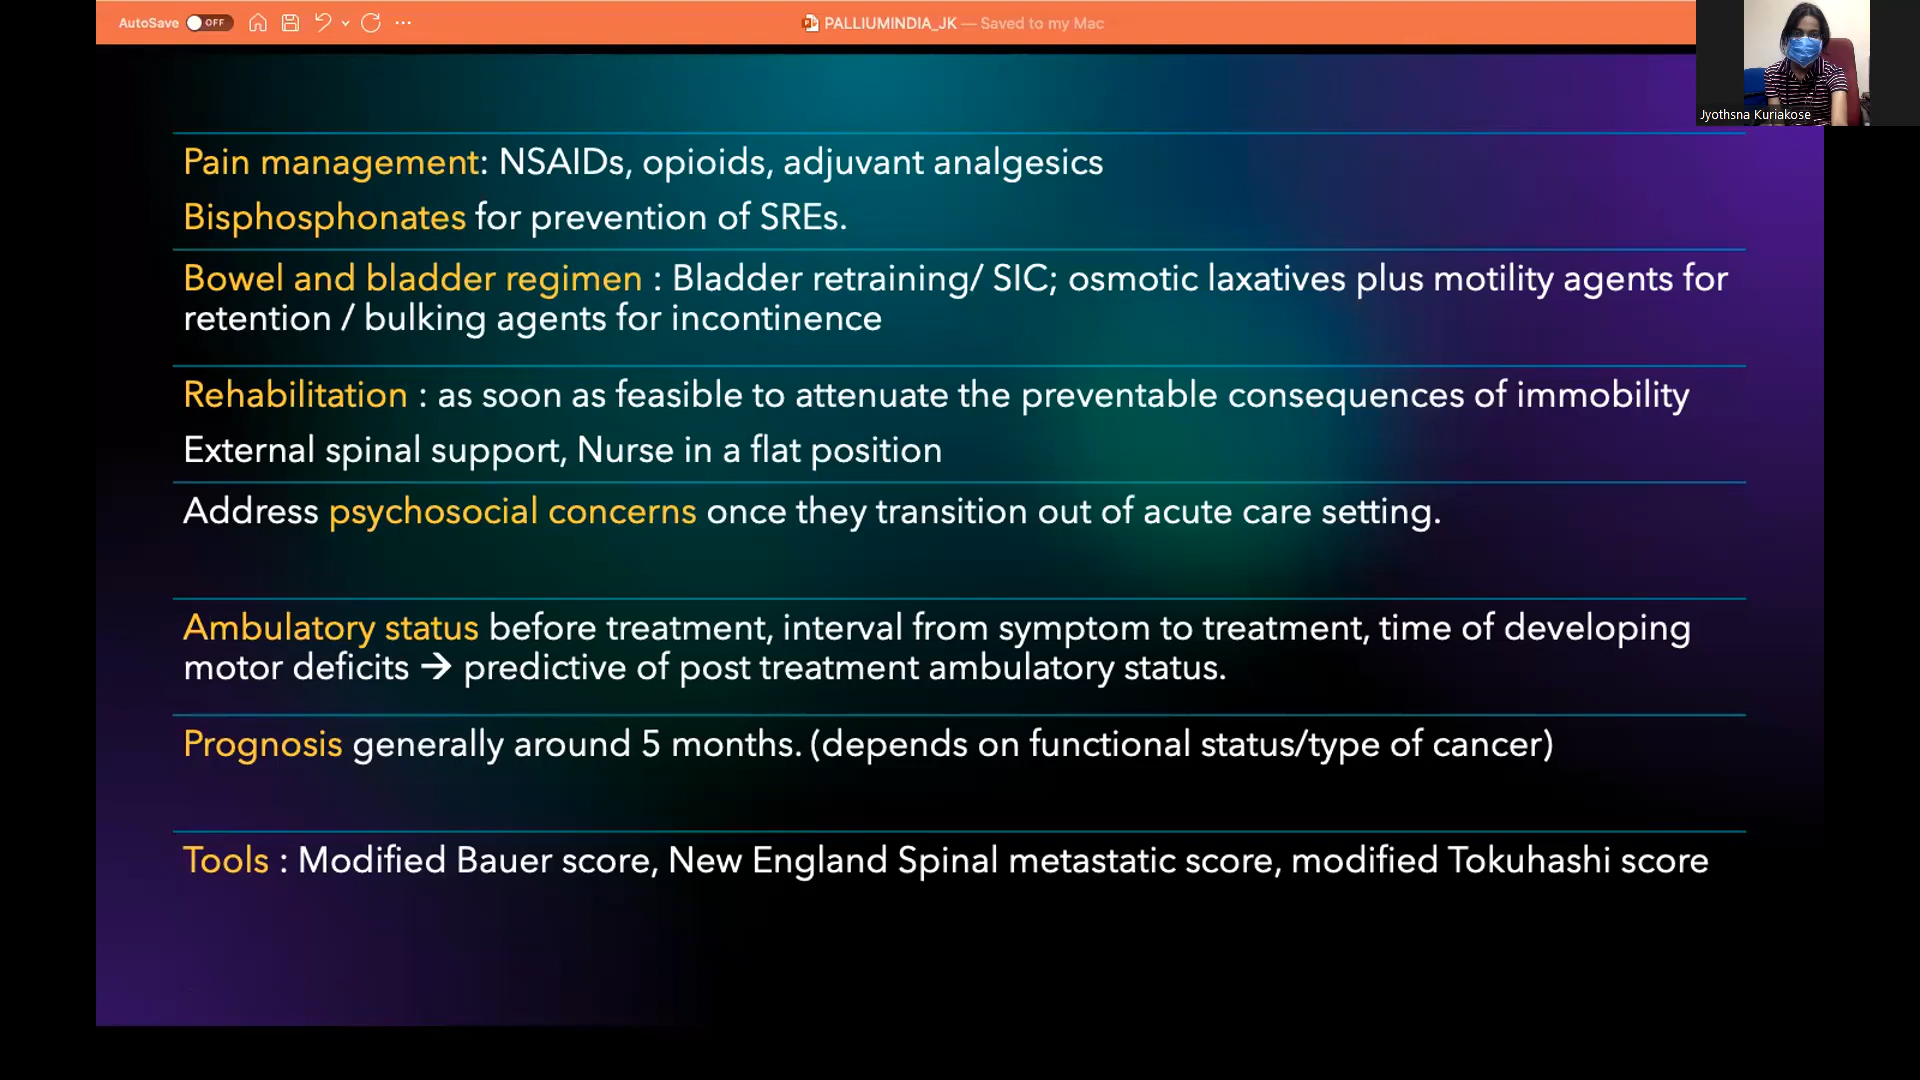 AutoSave OFF PALLIUMINDIA_JK — Saved to my Mac
Jyothsna Kuriakose
Pain management: NSAIDs, opioids, adjuvant analgesics
Bisphosphonates for prevention of SREs.
Bowel and bladder regimen : Bladder retraining/ SIC; osmotic laxatives plus motility agents for
retention / bulking agents for incontinence
Rehabilitation : as soon as feasible to attenuate the preventable consequences of immobility
External spinal support, Nurse in a flat position
Address psychosocial concerns once they transition out of acute care setting.
Ambulatory status before treatment, interval from symptom to treatment, time of developing
motor deficits → predictive of post treatment ambulatory status.
Prognosis generally around 5 months. (depends on functional status/type of cancer)
Tools : Modified Bauer score, New England Spinal metastatic score, modified Tokuhashi score